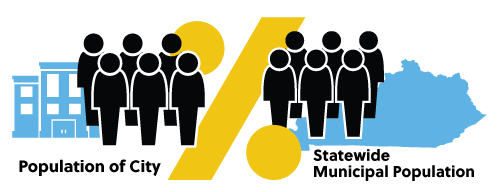 Population of City
Statewide
Municipal Population